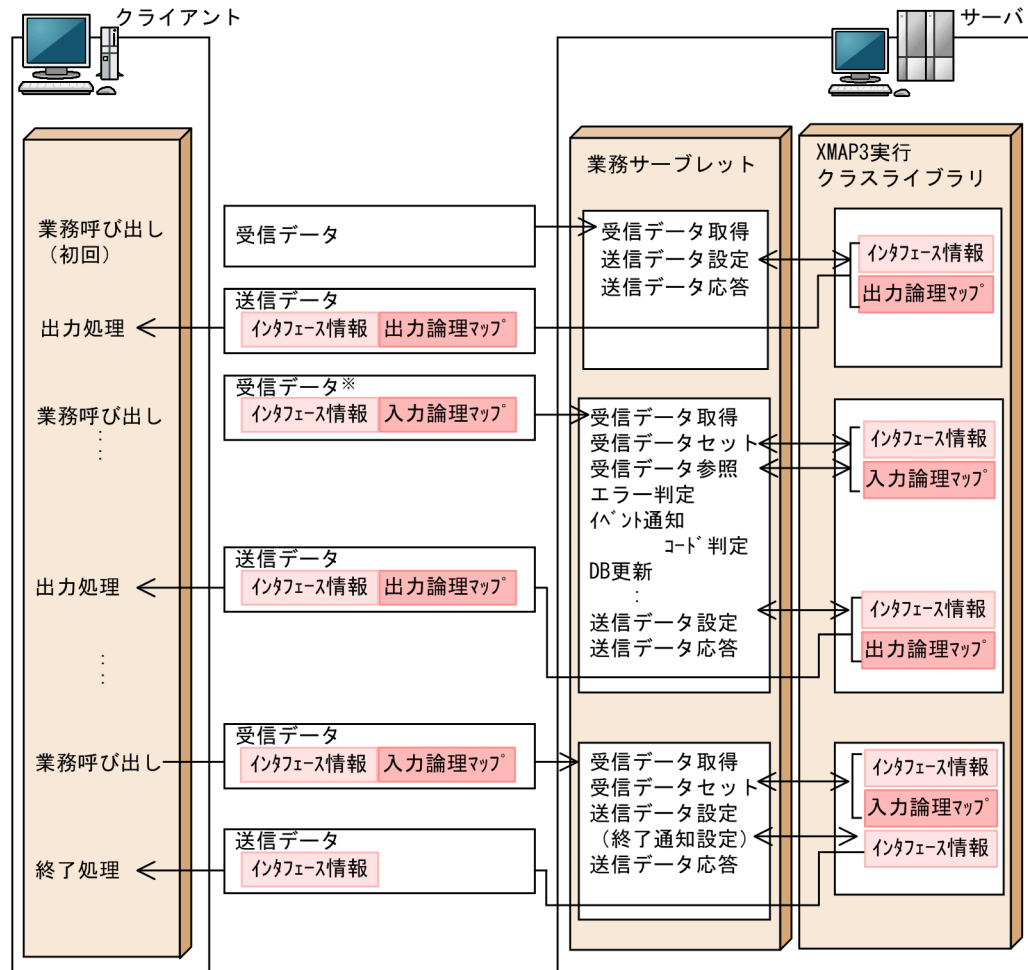 クライアント
サーバ
業務サーブレット
XMAP3実行
クラスライブラリ
業務呼び出し
(初回)
受信データ
受信データ取得
送信データ設定
送信データ応答
インタフェース情報
出力論理マップ
出力処理
送信データ
インタフェース情報 出力論理マップ
業務呼び出し
:
:
受信データ※
インタフェース情報 入力論理マップ
受信データ取得
受信データセット
受信データ参照
エラー判定
イベント通知
コード判定
DB更新
:
送信データ設定
送信データ応答
インタフェース情報
入力論理マップ
出力処理
:
:
送信データ
インタフェース情報 出力論理マップ
インタフェース情報
出力論理マップ
業務呼び出し
受信データ
インタフェース情報 入力論理マップ
受信データ取得
受信データセット
送信データ設定
(終了通知設定)
送信データ応答
インタフェース情報
入力論理マップ
インタフェース情報
終了処理
送信データ
インタフェース情報